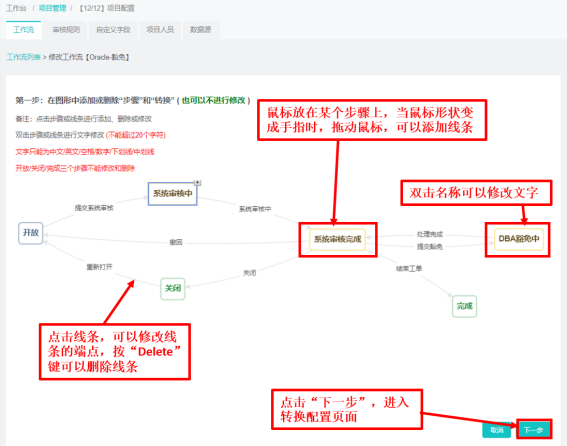 工作台 / 项目管理 / 【12/12】项目配置
工作流 审核规则 自定义字段 项目人员 数据源
工作流列表 > 修改工作流【Oracle-豁免】
第一步：在图形中添加或删除“步骤”和“转换”（也可以不进行修改）
备注：点击步骤或线条进行添加、删除或修改
双击步骤或线条进行文字修改 (不能超过20个字符)
文字只能为中文/英文/空格/数字/下划线/中划线
开放/关闭/完成三个步骤不能修改和删除
鼠标放在某个步骤上，当鼠标形状变
成手指时，拖动鼠标，可以添加线条
双击名称可以修改文字
系统审核中
提交系统审核
系统审核中
开放
撤回
系统审核完成
处理完成
提交豁免
DBA豁免中
重新打开
关闭
关闭
结束工单
完成
点击线条，可以修改线
条的端点，按“Delete”
键可以删除线条
点击“下一步”，进入
转换配置页面
取消 下一步